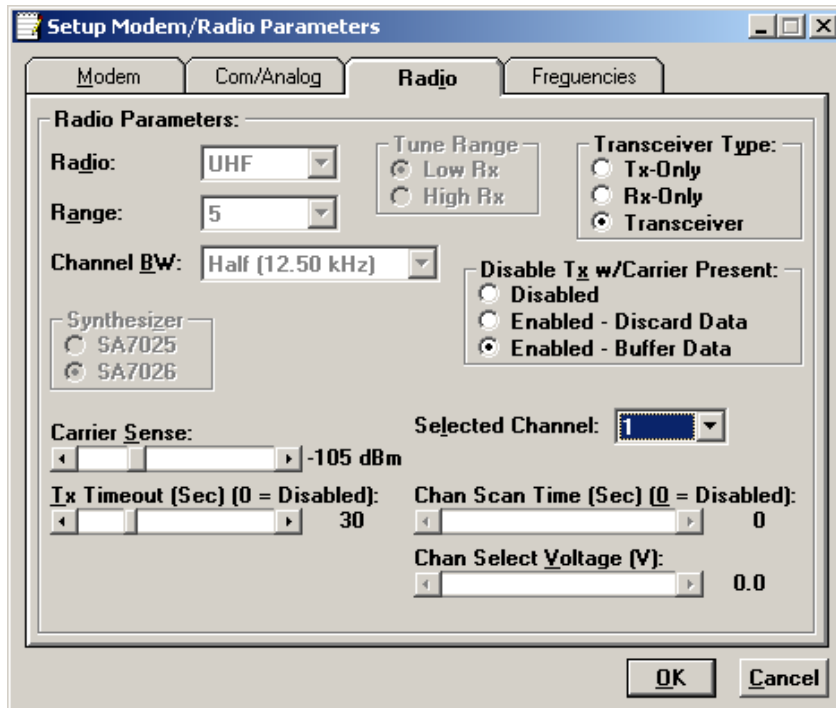 Setup Modem/Radio Parameters
Modem Com/Analog Radio Freguencies
Radio Parameters:
Radio: UHF
Range: 5
Channel BW: Half (12.50 kHz)
Tune Range
Low Rx
High Rx
Transceiver Type:
Tx-Only
Rx-Only
Transceiver
Disable Tx w/Carrier Present:
Disabled
Enabled - Discard Data
Enabled - Buffer Data
Synthesizer
SA7025
SA7026
Carrier Sense:
-105 dBm
Selected Channel: 1
Tx Timeout (Sec) (0 = Disabled):
30
Chan Scan Time (Sec) (0 = Disabled):
0
Chan Select Voltage (V):
0.0
OK Cancel